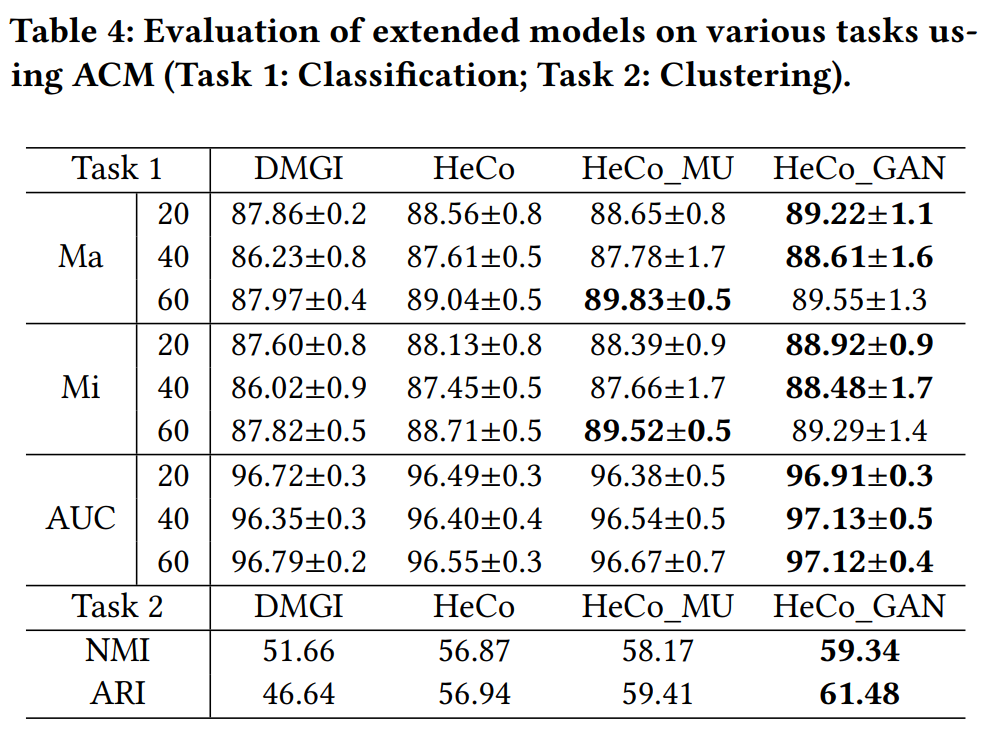 Table 4: Evaluation of extended models on various tasks us-
ing ACM (Task 1: Classification; Task 2: Clustering).
Task 1 DMGI HeCo HeCo_MU HeCo_GAN
20 87.86±0.2 88.56±0.8 88.65±0.8 89.22±1.1
Ma 40 86.23±0.8 87.61±0.5 87.78±1.7 88.61±1.6
60 87.97±0.4 89.04±0.5 89.83±0.5 89.55±1.3
20 87.60±0.8 88.13±0.8 88.39±0.9 88.92±0.9
Mi 40 86.02±0.9 87.45±0.5 87.66±1.7 88.48±1.7
60 87.82±0.5 88.71±0.5 89.52±0.5 89.29±1.4
20 96.72±0.3 96.49±0.3 96.38±0.5 96.91±0.3
AUC 40 96.35±0.3 96.40±0.4 96.54±0.5 97.13±0.5
60 96.79±0.2 96.55±0.3 96.67±0.7 97.12±0.4
Task 2 DMGI HeCo HeCo_MU HeCo_GAN
NMI 51.66 56.87 58.17 59.34
ARI 46.64 56.94 59.41 61.48